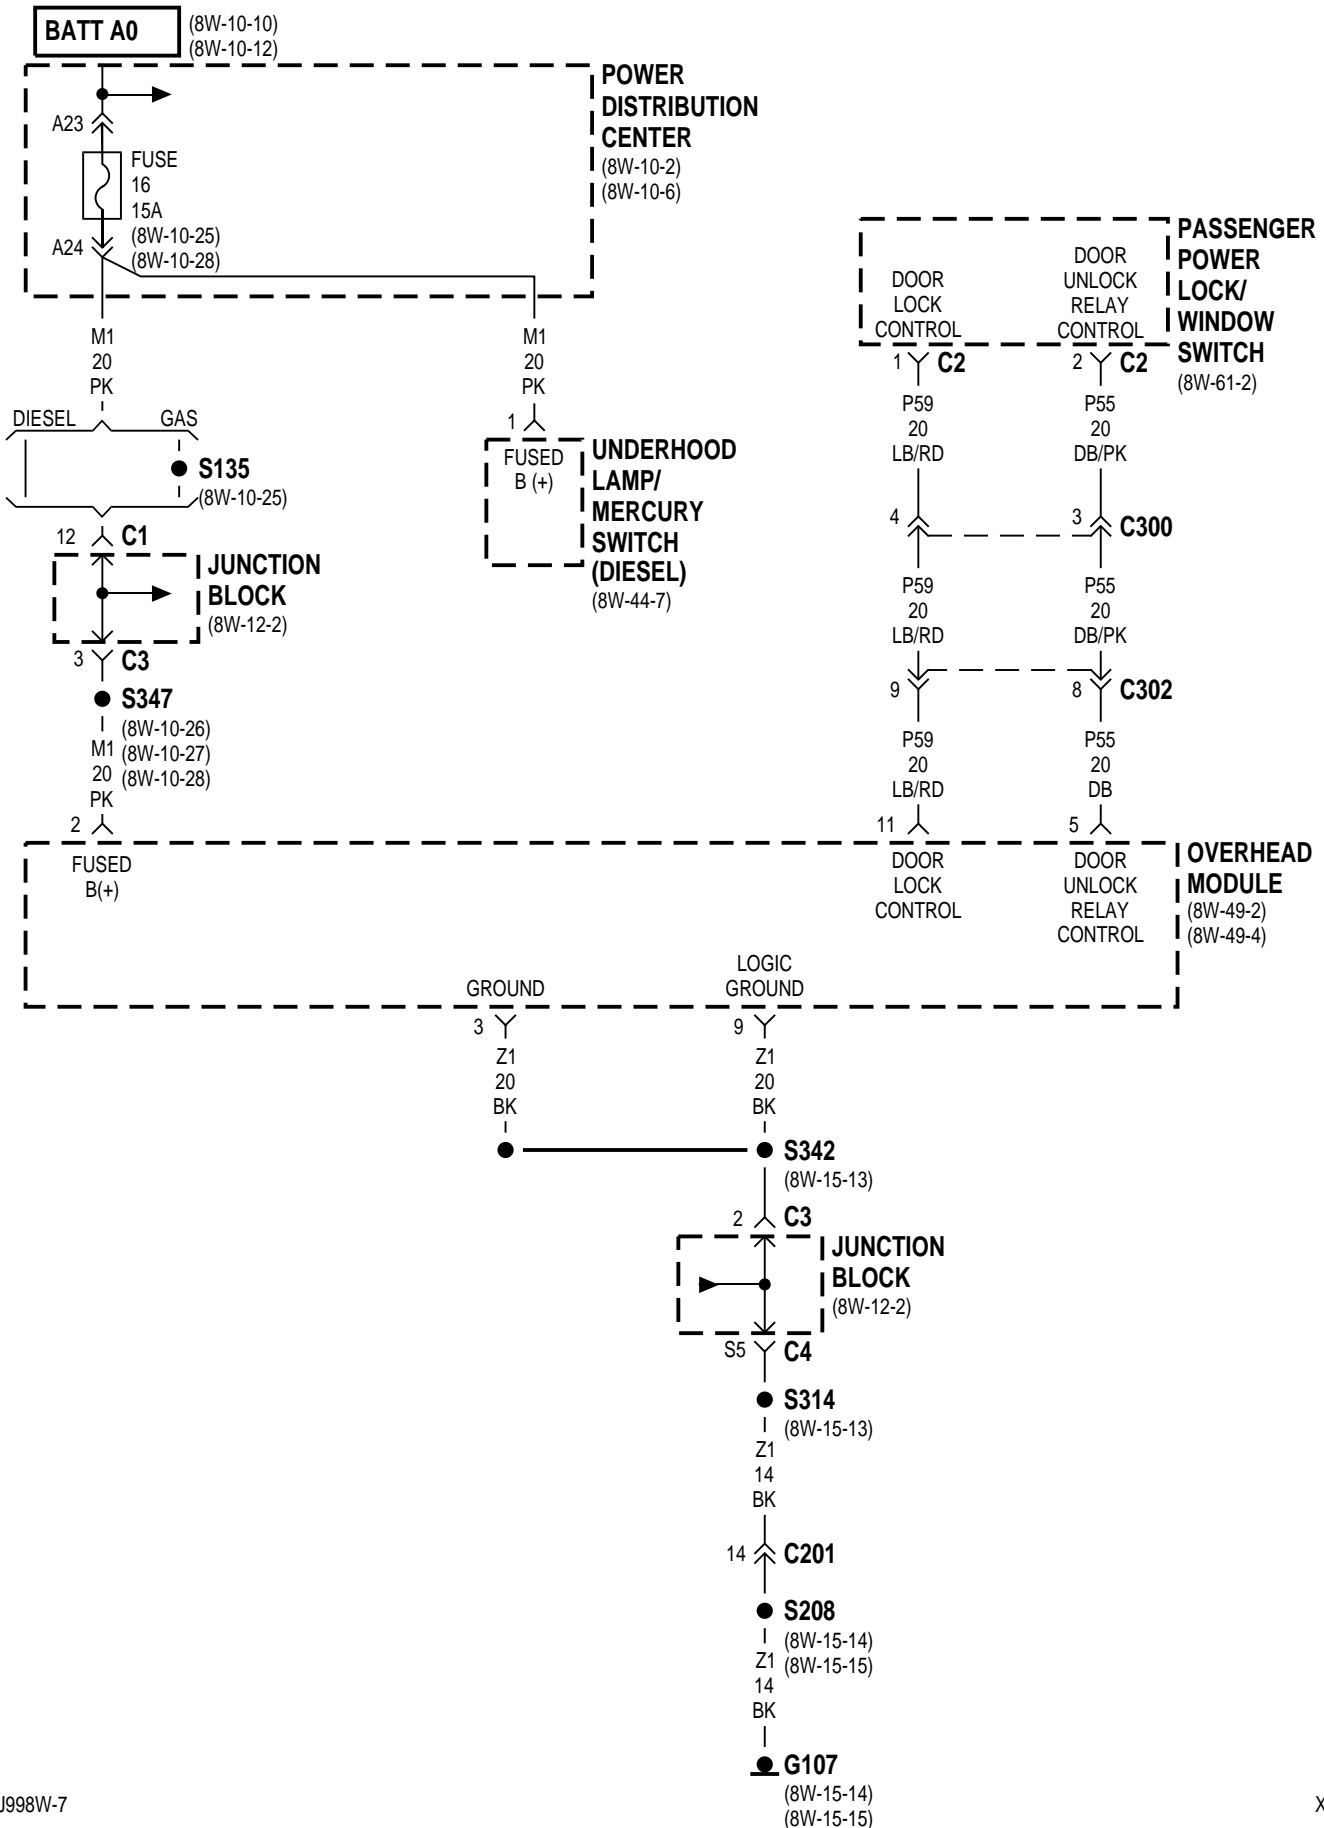 BATT A0
(8W-10-10)
(8W-10-12)
POWER
DISTRIBUTION
CENTER
(8W-10-2)
(8W-10-6)
A23
FUSE
16
15A
(8W-10-25)
(8W-10-28)
A24
M1
20
PK
M1
20
PK
DIESEL
GAS
S135
(8W-10-25)
1
FUSED
B (+)
UNDERHOOD
LAMP/
MERCURY
SWITCH
(DIESEL)
(8W-44-7)
12
C1
JUNCTION
BLOCK
(8W-12-2)
3
C3
S347
(8W-10-26)
(8W-10-27)
(8W-10-28)
M1
20
PK
2
PASSENGER
POWER
LOCK/
WINDOW
SWITCH
(8W-61-2)
DOOR
LOCK
CONTROL
DOOR
UNLOCK
RELAY
CONTROL
1
C2
2
C2
P59
20
LB/RD
P55
20
DB/PK
4
3
C300
P59
20
LB/RD
P55
20
DB/PK
9
8
C302
P59
20
LB/RD
P55
20
DB
11
5
FUSED
B(+)
DOOR
LOCK
CONTROL
DOOR
UNLOCK
RELAY
CONTROL
OVERHEAD
MODULE
(8W-49-2)
(8W-49-4)
GROUND
LOGIC
GROUND
3
9
Z1
20
BK
Z1
20
BK
S342
(8W-15-13)
2
C3
JUNCTION
BLOCK
(8W-12-2)
S5
C4
S314
(8W-15-13)
Z1
14
BK
14
C201
S208
(8W-15-14)
(8W-15-15)
Z1
14
BK
G107
(8W-15-14)
(8W-15-15)
J998W-7
X